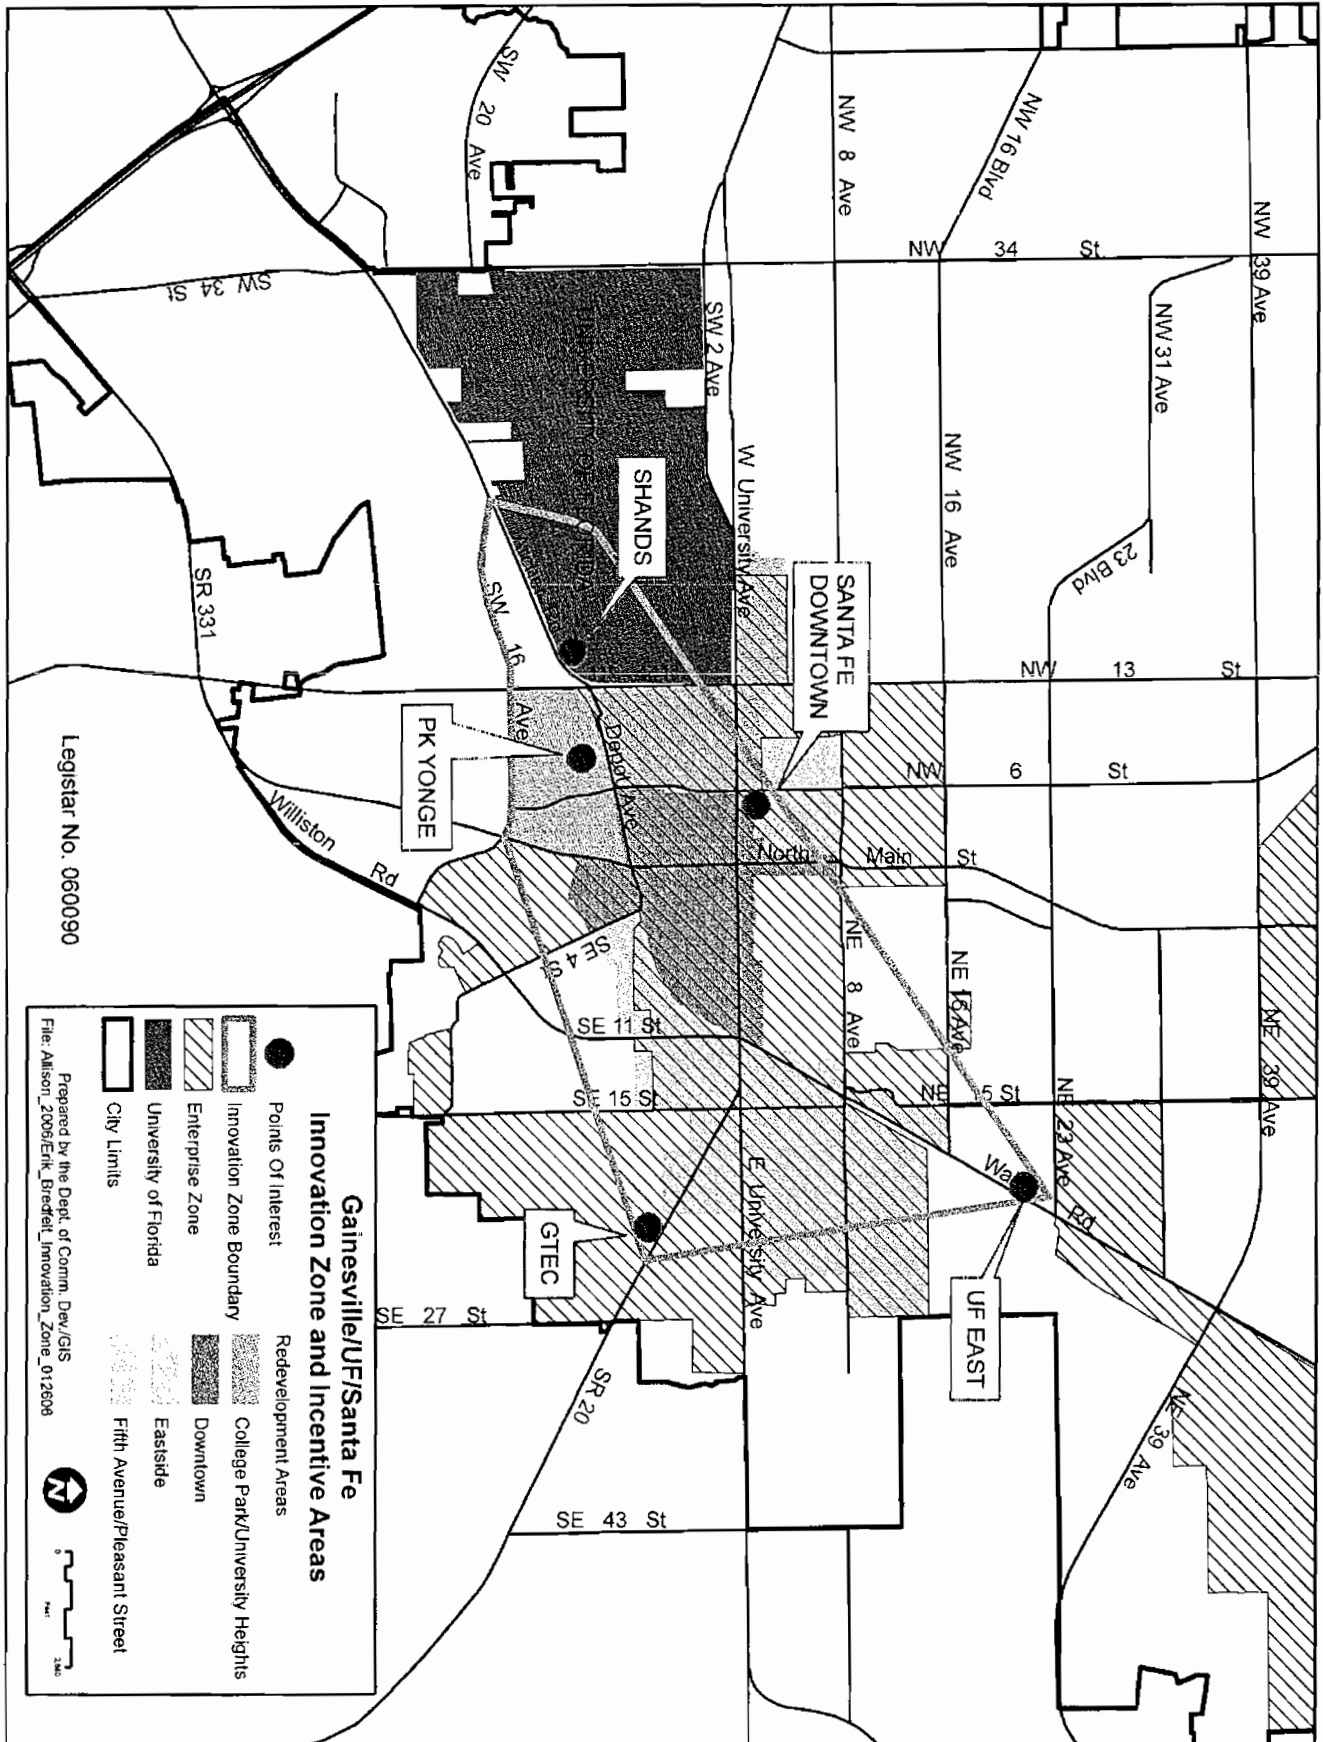 NW 39 Ave
NW 31 Ave
23 Blvd
NW 16 Blvd
NW 16 Ave
NW 8 Ave
W University Ave
SW 2 Ave
SW 20 Ave
SW 34 St
NW 34 St
NW 13 St
NW 6 St
North Main St
UNIVERSITY OF FLORIDA
SHANDS
SANTA FE
DOWNTOWN
PK YONGE
GTEC
UF EAST
SW 16 Ave
Depot Ave
SR 331
Williston Rd
SE 4 S
SE 11 St
SE 15 St
NE 5 St
NE 8 Ave
NE 16 Ave
NE 23 Ave
NE 39 Ave
NE 39 Ave
Wa Rd
E University Ave
SE 27 St
SR 20
SE 43 St
Legistar No. 060090
Gainesville/UF/Santa Fe
Innovation Zone and Incentive Areas
Points Of Interest
Innovation Zone Boundary
Enterprise Zone
University of Florida
City Limits
Redevelopment Areas
College Park/University Heights
Downtown
Eastside
Fifth Avenue/Pleasant Street
Prepared by the Dept. of Comm. Dev./GIS
File: Allison_2006/Erik_Bredfelt_Innovation_Zone_012606
N
0
Feet